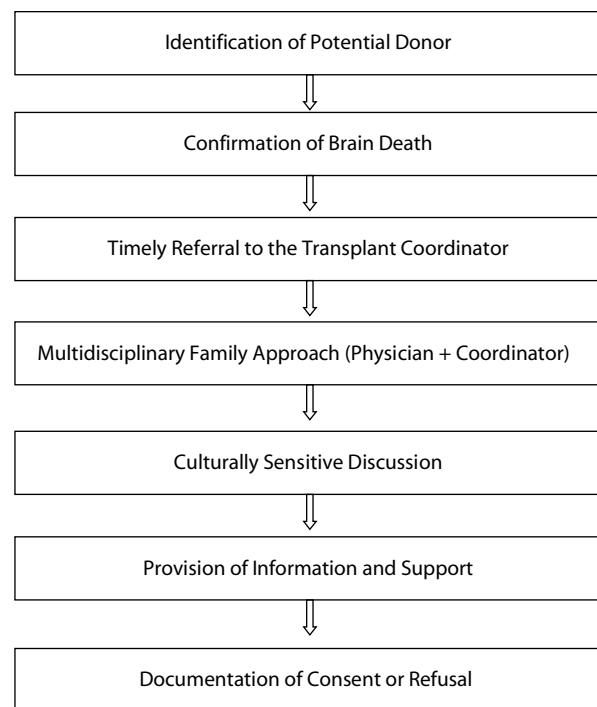 Identification of Potential Donor
Confirmation of Brain Death
Timely Referral to the Transplant Coordinator
Multidisciplinary Family Approach (Physician + Coordinator)
Culturally Sensitive Discussion
Provision of Information and Support
Documentation of Consent or Refusal